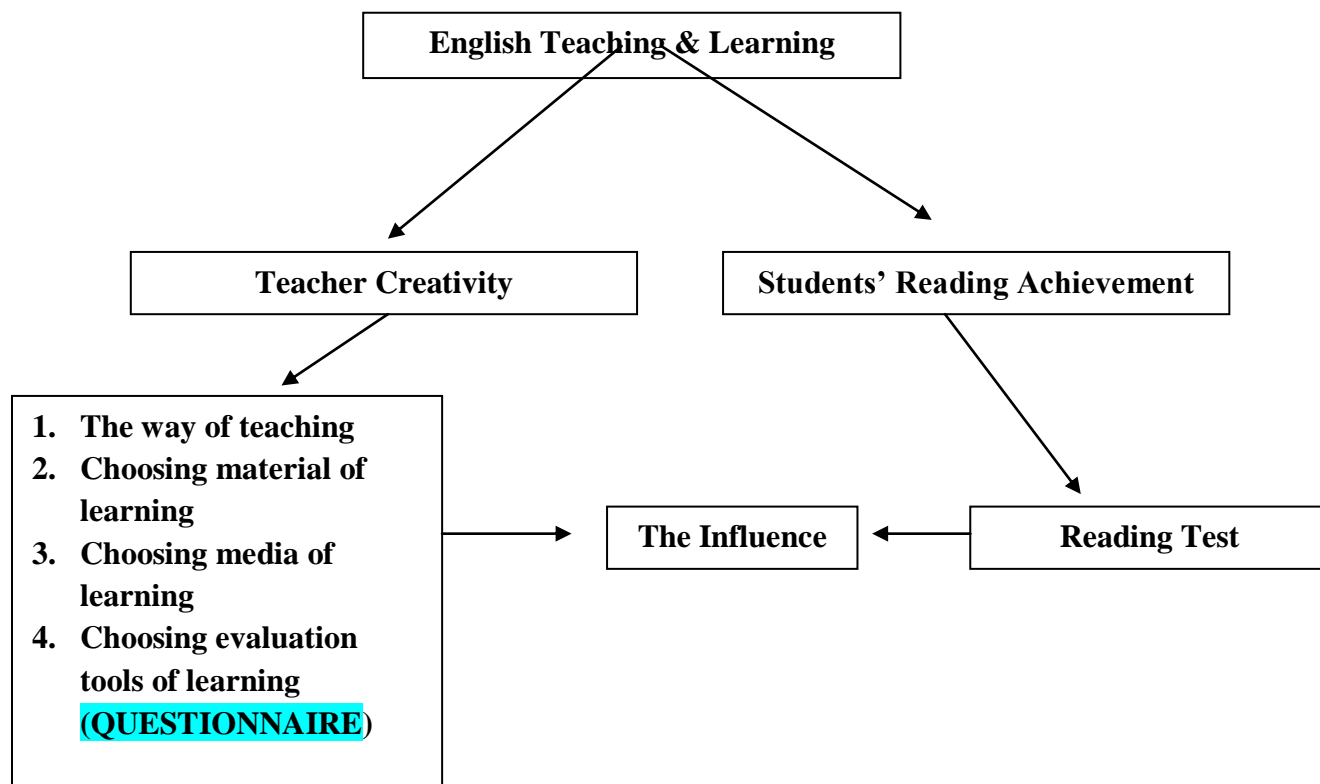 English Teaching & Learning
Teacher Creativity
Students’ Reading Achievement
1. The way of teaching
2. Choosing material of
learning
3. Choosing media of
learning
4. Choosing evaluation
tools of learning
(QUESTIONNAIRE)
The Influence
Reading Test